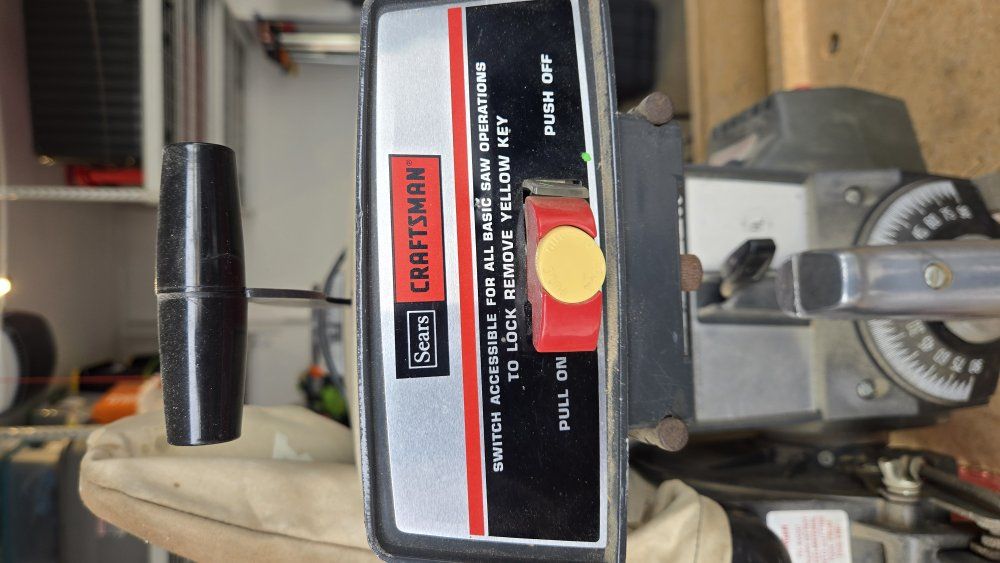 Sears
CRAFTSMAN®
SWITCH ACCESSIBLE FOR ALL BASIC SAW OPERATIONS
TO LOCK REMOVE YELLOW KEY
PULL ON
PUSH OFF